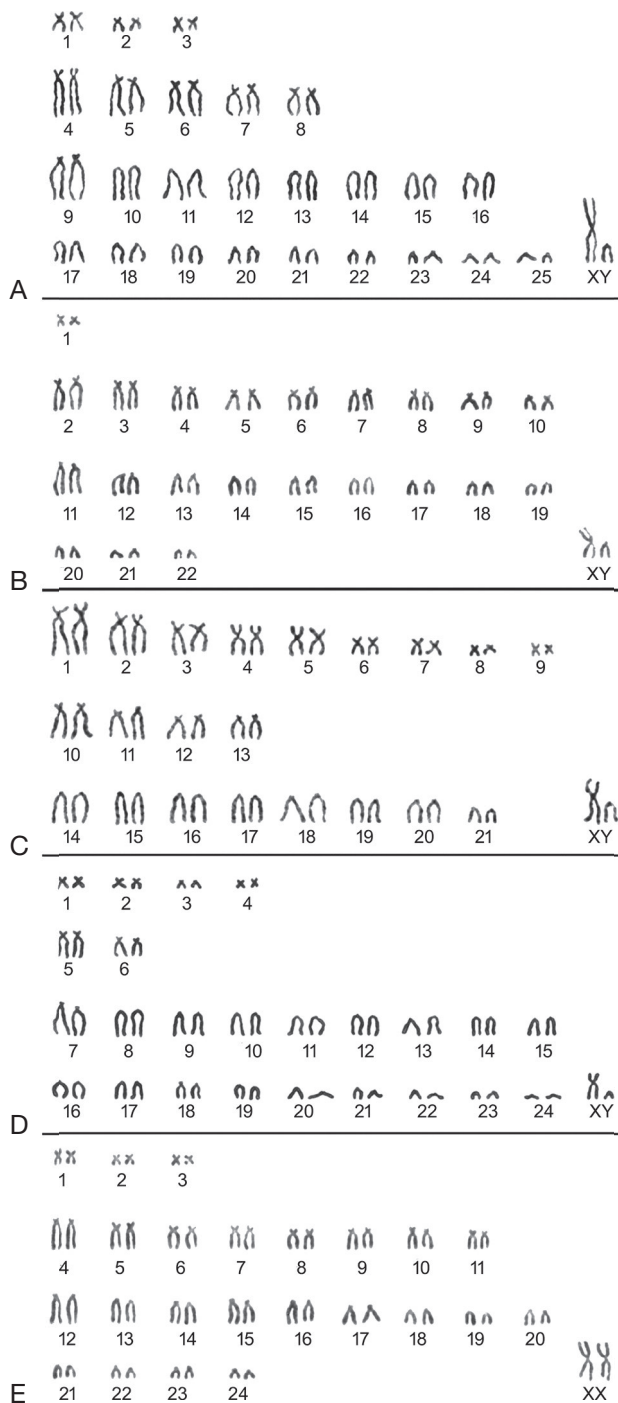 1 2 3
4 5 6 7 8
9 10 11 12 13 14 15 16
17 18 19 20 21 22 23 24 25 XY
A
1
2 3 4 5 6 7 8 9 10
11 12 13 14 15 16 17 18 19
20 21 22 XY
B
1 2 3 4 5 6 7 8 9
10 11 12 13
14 15 16 17 18 19 20 21 XY
C
1 2 3 4
5 6
7 8 9 10 11 12 13 14 15
16 17 18 19 20 21 22 23 24 XY
D
1 2 3
4 5 6 7 8 9 10 11
12 13 14 15 16 17 18 19 20
21 22 23 24 XX
E